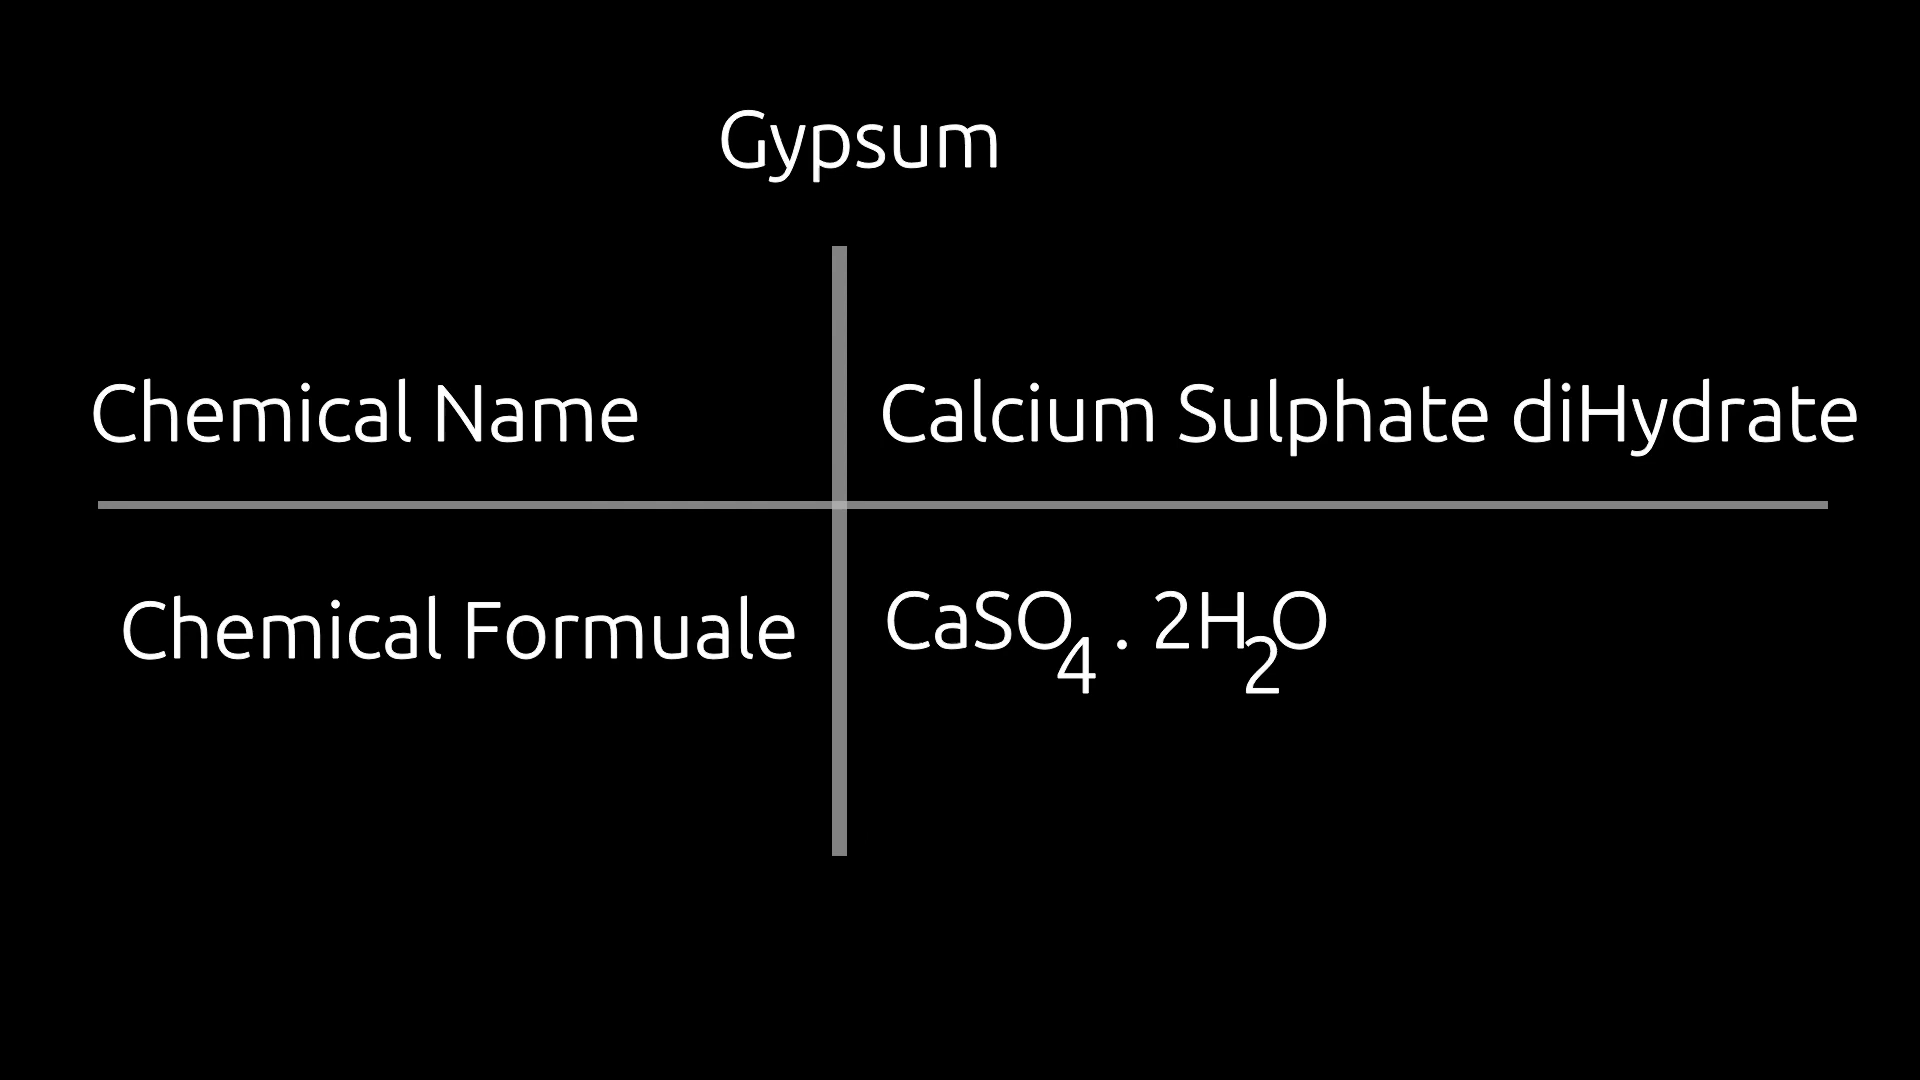 Gypsum
Chemical Name
Calcium Sulphate diHydrate
Chemical Formuale
CaSO₄ . 2H₂O